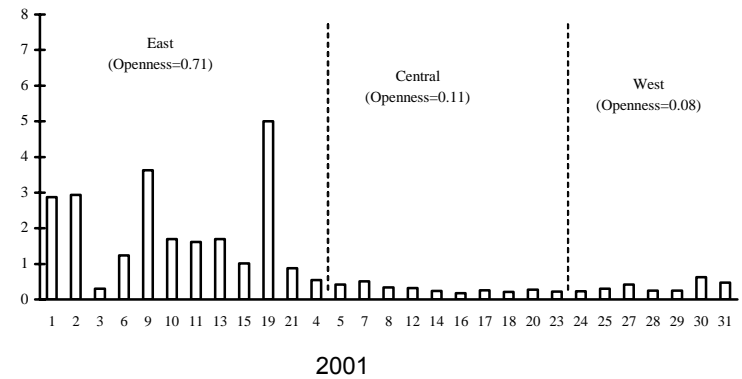 8
7
6
5
4
3
2
1
0
East
(Openness=0.71)
Central
(Openness=0.11)
West
(Openness=0.08)
1 2 3 6 9 10 11 13 15 19 21 4 5 7 8 12 14 16 17 18 20 23 24 25 27 28 29 30 31
2001